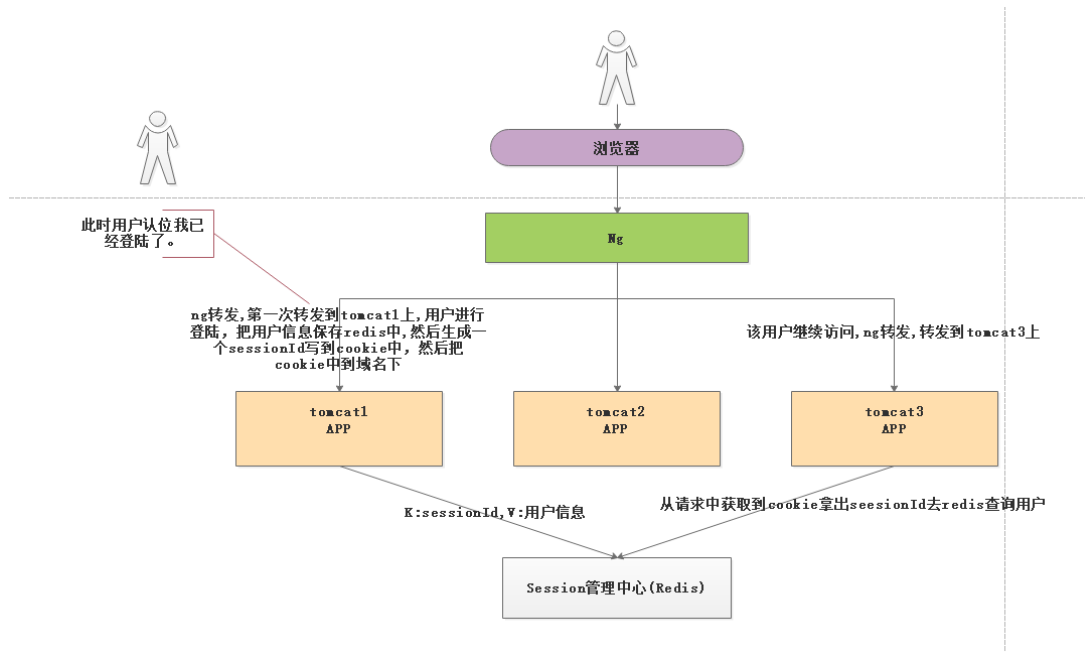 浏览器
此时用户认位我已
经登陆了。
Ng
ng转发,第一次转发到tomcat1上,用户进行
登陆，把用户信息保存redis中,然后生成一
个sessionId写到cookie中，然后把
cookie中到域名下
该用户继续访问,ng转发,转发到tomcat3上
tomcat1
APP
tomcat2
APP
tomcat3
APP
K:sessionId,V:用户信息
从请求中获取到cookie拿出seesionId去redis查询用户
Session管理中心(Redis)